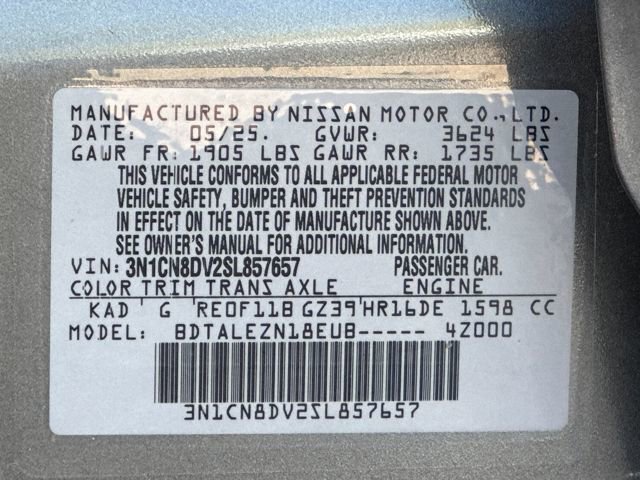 MANUFACTURED BY NISSAN MOTOR CO., LTD.
DATE: 05/25. GVWR: 3624 LBS
GAWR FR: 1905 LBS GAWR RR: 1735 LBS
THIS VEHICLE CONFORMS TO ALL APPLICABLE FEDERAL MOTOR
VEHICLE SAFETY, BUMPER AND THEFT PREVENTION STANDARDS
IN EFFECT ON THE DATE OF MANUFACTURE SHOWN ABOVE.
SEE OWNER'S MANUAL FOR ADDITIONAL INFORMATION.
VIN: 3N1CN8DV2SL857657 PASSENGER CAR.
COLOR TRIM TRANS AXLE ENGINE
KAD G RE0F11B GZ39 HR16DE 1598 CC
MODEL: BDTALEZN18EUB----- 4Z000
3N1CN8DV2SL857657